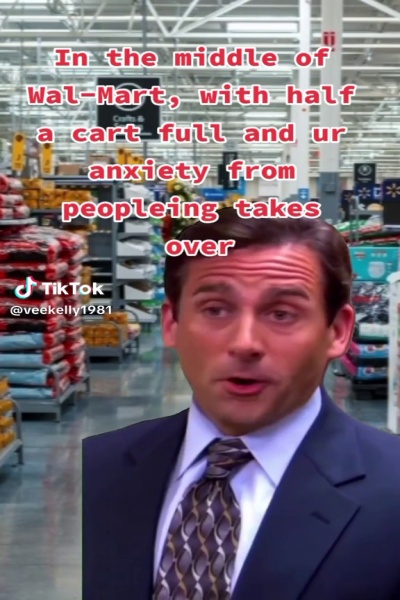 In the middle of
Wal-Mart, with half
a cart full and ur
anxiety from
peopleing takes
over
Crafts &
TikTok
@veekelly1981